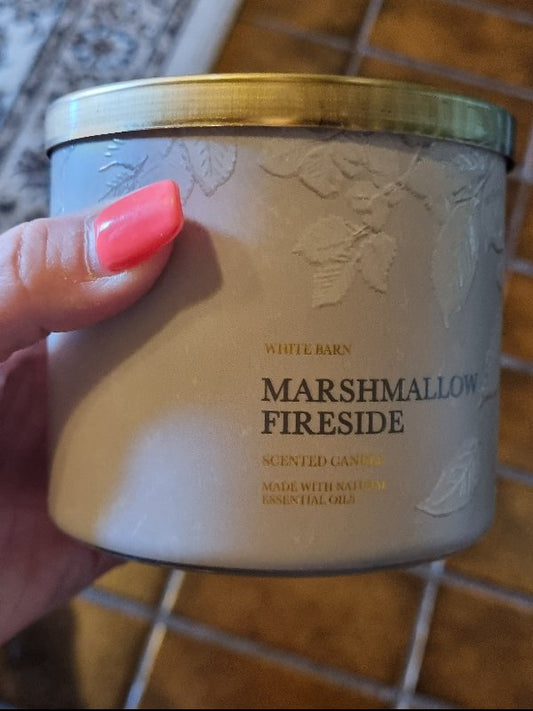 WHITE BARN
MARSHMALLOW
FIRESIDE
SCENTED CANDLE
MADE WITH NATURAL
ESSENTIAL OILS